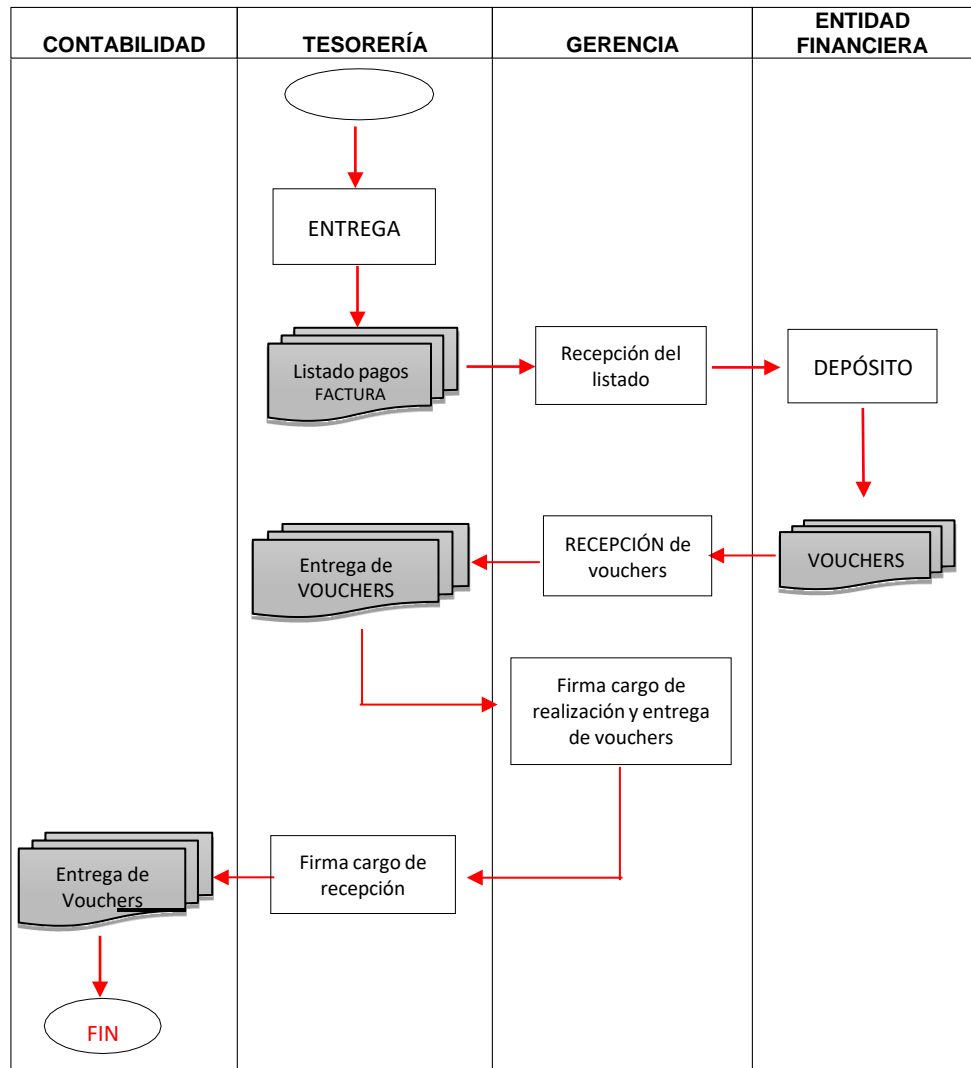 CONTABILIDAD
TESORERÍA
GERENCIA
ENTIDAD
FINANCIERA
ENTREGA
Listado pagos
FACTURA
Recepción del
listado
DEPÓSITO
VOUCHERS
RECEPCIÓN de
vouchers
Entrega de
VOUCHERS
Firma cargo de
realización y entrega
de vouchers
Firma cargo de
recepción
Entrega de
Vouchers
FIN